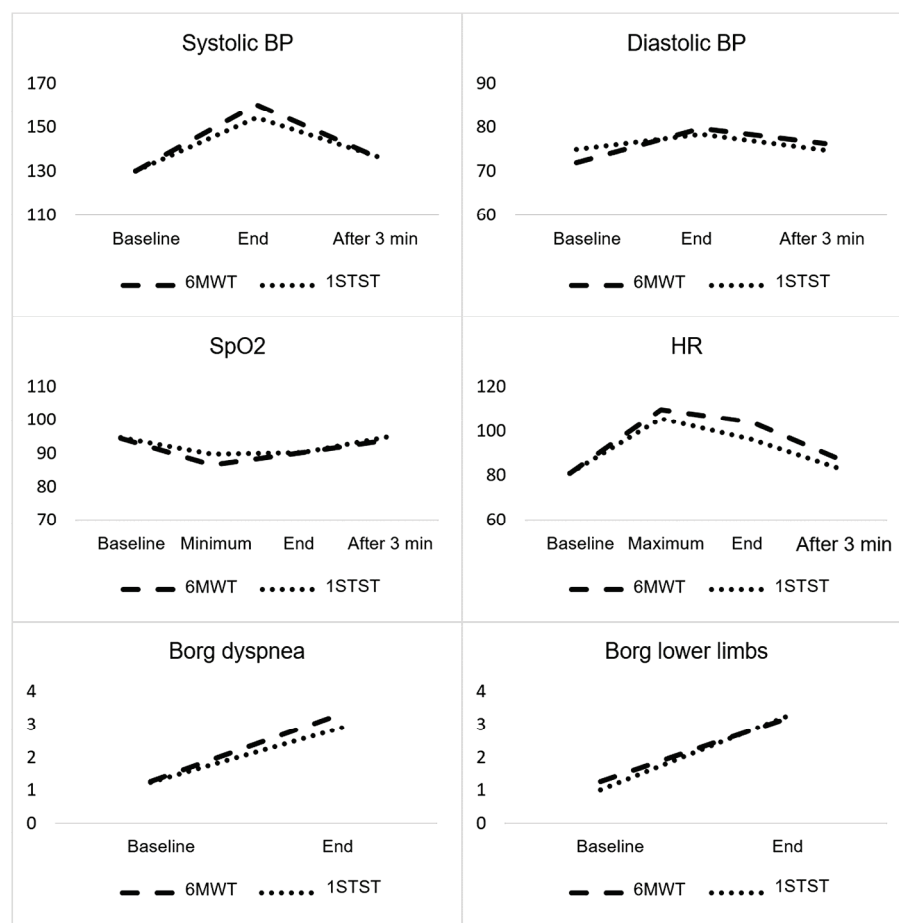 Systolic BP
170
150
130
110
Baseline End After 3 min
6MWT 1STST
Diastolic BP
90
80
70
60
Baseline End After 3 min
6MWT 1STST
SpO2
110
100
90
80
70
Baseline Minimum End After 3 min
6MWT 1STST
HR
120
100
80
60
Baseline Maximum End After 3 min
6MWT 1STST
Borg dyspnea
4
3
2
1
0
Baseline End
6MWT 1STST
Borg lower limbs
4
3
2
1
0
Baseline End
6MWT 1STST